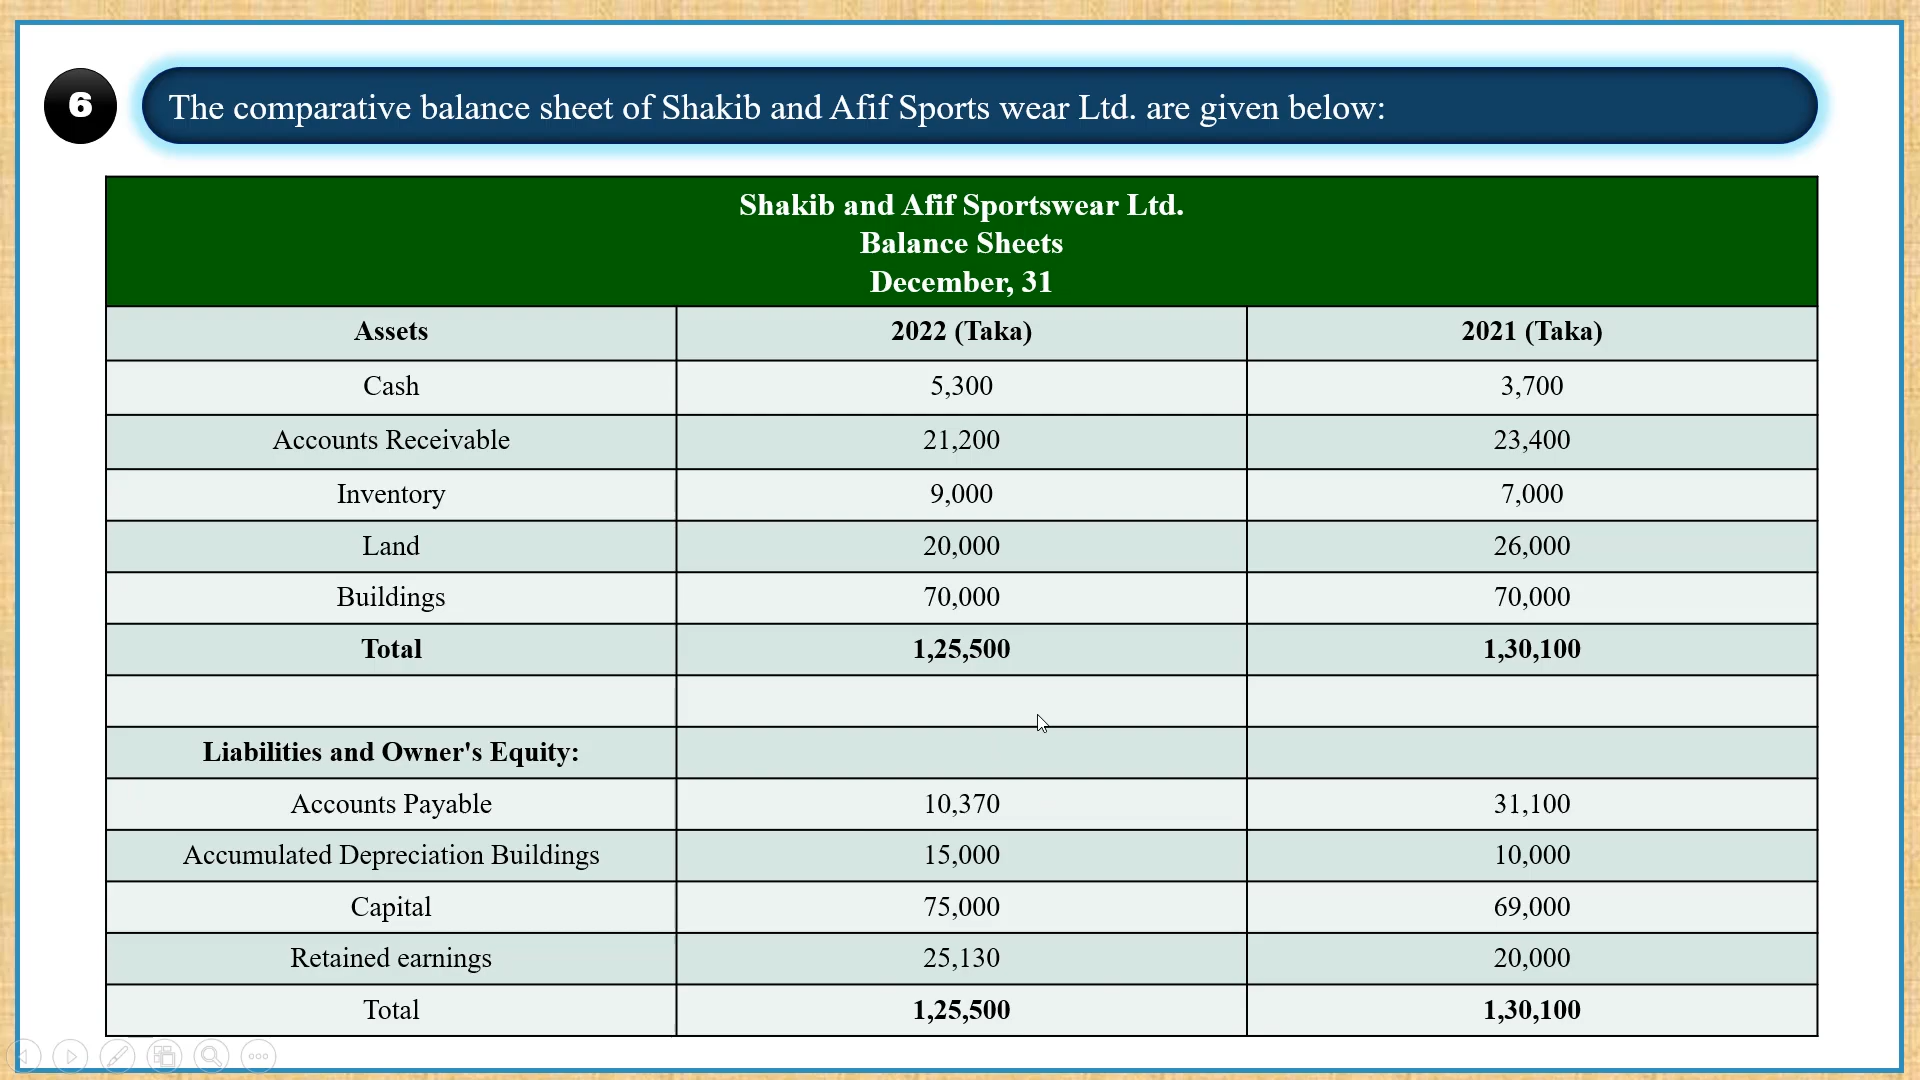 6
The comparative balance sheet of Shakib and Afif Sports wear Ltd. are given below:
Shakib and Afif Sportswear Ltd.
Balance Sheets
December, 31
Assets 2022 (Taka) 2021 (Taka)
Cash 5,300 3,700
Accounts Receivable 21,200 23,400
Inventory 9,000 7,000
Land 20,000 26,000
Buildings 70,000 70,000
Total 1,25,500 1,30,100
Liabilities and Owner's Equity:
Accounts Payable 10,370 31,100
Accumulated Depreciation Buildings 15,000 10,000
Capital 75,000 69,000
Retained earnings 25,130 20,000
Total 1,25,500 1,30,100